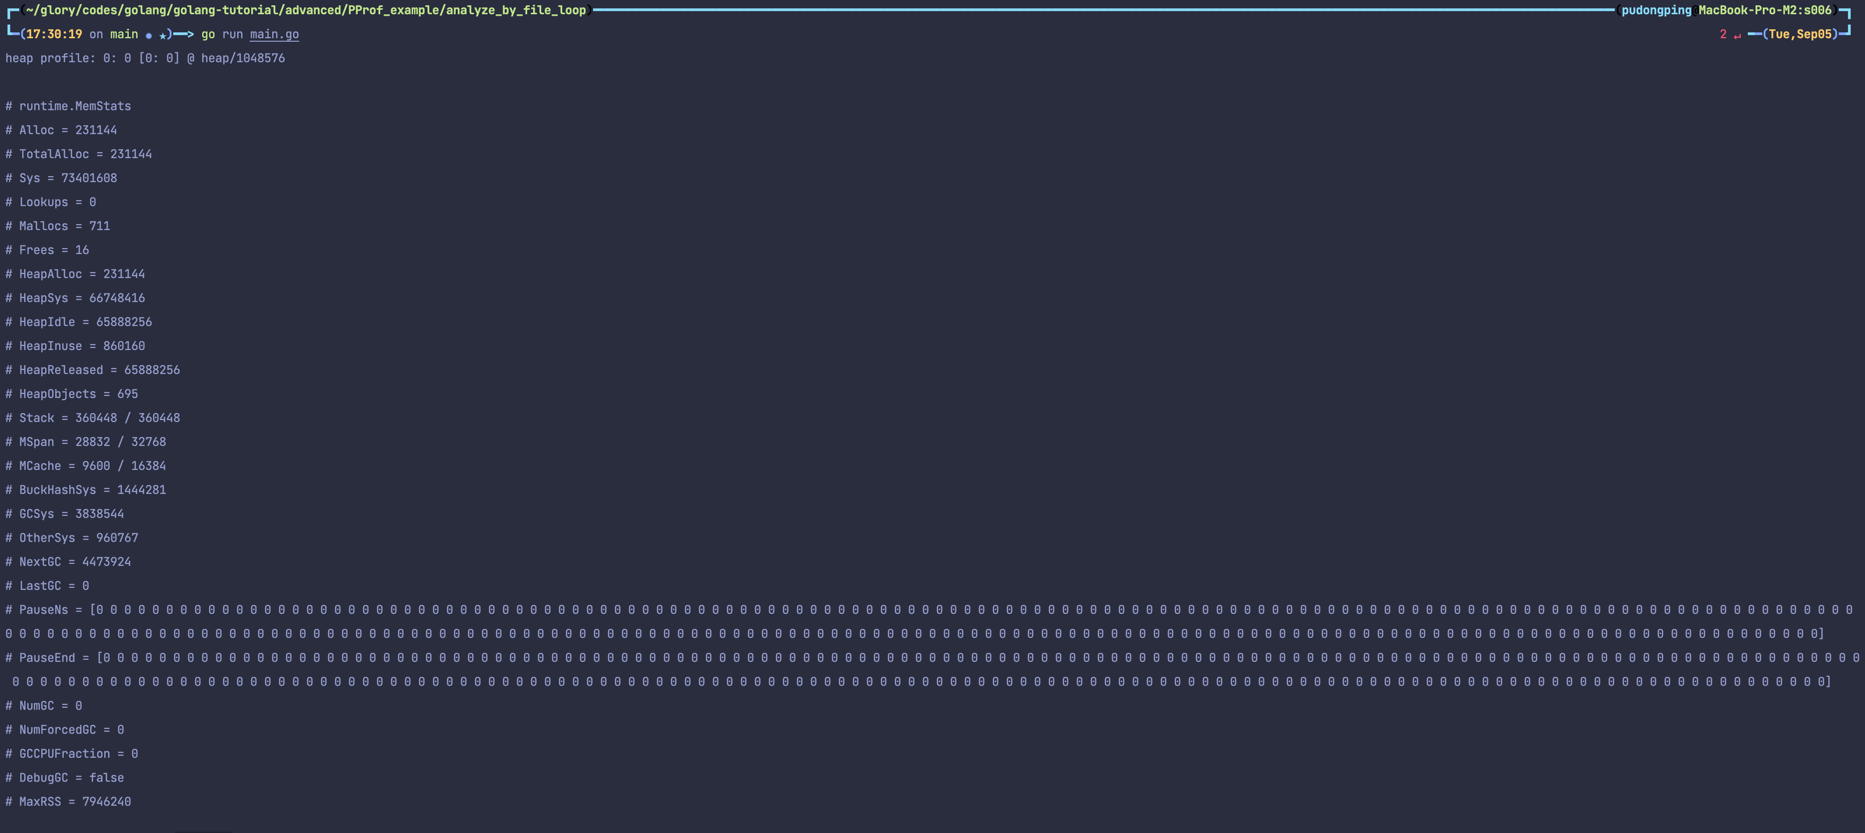 (~/glory/codes/golang/golang-tutorial/advanced/PProf_example/analyze_by_file_loop) (pudongping@MacBook-Pro-M2:s006)
(17:30:19 on main ● ★)──> go run main.go 2 ↵ ──(Tue,Sep05)
heap profile: 0: 0 [0: 0] @ heap/1048576
# runtime.MemStats
# Alloc = 231144
# TotalAlloc = 231144
# Sys = 73401608
# Lookups = 0
# Mallocs = 711
# Frees = 16
# HeapAlloc = 231144
# HeapSys = 66748416
# HeapIdle = 65888256
# HeapInuse = 860160
# HeapReleased = 65888256
# HeapObjects = 695
# Stack = 360448 / 360448
# MSpan = 28832 / 32768
# MCache = 9600 / 16384
# BuckHashSys = 1444281
# GCSys = 3838544
# OtherSys = 960767
# NextGC = 4473924
# LastGC = 0
# PauseNs = [0 0 0 0 0 0 0 0 0 0 0 0 0 0 0 0 0 0 0 0 0 0 0 0 0 0 0 0 0 0 0 0 0 0 0 0 0 0 0 0 0 0 0 0 0 0 0 0 0 0 0 0 0 0 0 0 0 0 0 0 0 0 0 0 0 0 0 0 0 0 0 0 0 0 0 0 0 0 0 0 0 0 0 0 0 0 0 0 0 0 0 0 0 0 0 0 0 0 0 0 0 0 0 0 0 0 0 0 0 0 0 0 0 0 0 0 0 0 0 0 0 0 0 0 0 0
0 0 0 0 0 0 0 0 0 0 0 0 0 0 0 0 0 0 0 0 0 0 0 0 0 0 0 0 0 0 0 0 0 0 0 0 0 0 0 0 0 0 0 0 0 0 0 0 0 0 0 0 0 0 0 0 0 0 0 0 0 0 0 0 0 0 0 0 0 0 0 0 0 0 0 0 0 0 0 0 0 0 0 0 0 0 0 0 0 0 0 0 0 0 0 0 0 0 0 0 0 0 0 0 0 0 0 0 0 0 0 0 0 0 0 0 0 0 0 0 0 0 0 0 0 0 0 0 0 0]
# PauseEnd = [0 0 0 0 0 0 0 0 0 0 0 0 0 0 0 0 0 0 0 0 0 0 0 0 0 0 0 0 0 0 0 0 0 0 0 0 0 0 0 0 0 0 0 0 0 0 0 0 0 0 0 0 0 0 0 0 0 0 0 0 0 0 0 0 0 0 0 0 0 0 0 0 0 0 0 0 0 0 0 0 0 0 0 0 0 0 0 0 0 0 0 0 0 0 0 0 0 0 0 0 0 0 0 0 0 0 0 0 0 0 0 0 0 0 0 0 0 0 0 0 0 0 0 0 0 0
0 0 0 0 0 0 0 0 0 0 0 0 0 0 0 0 0 0 0 0 0 0 0 0 0 0 0 0 0 0 0 0 0 0 0 0 0 0 0 0 0 0 0 0 0 0 0 0 0 0 0 0 0 0 0 0 0 0 0 0 0 0 0 0 0 0 0 0 0 0 0 0 0 0 0 0 0 0 0 0 0 0 0 0 0 0 0 0 0 0 0 0 0 0 0 0 0 0 0 0 0 0 0 0 0 0 0 0 0 0 0 0 0 0 0 0 0 0 0 0 0 0 0 0 0 0 0 0 0 0]
# NumGC = 0
# NumForcedGC = 0
# GCCPUFraction = 0
# DebugGC = false
# MaxRSS = 7946240